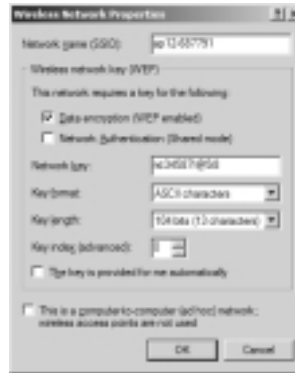 Wireless Network Properties
Network name (SSID):
Wireless network key (WEP)
This network requires a key for the following:
Data encryption (WEP enabled)
Network Authentication (Shared mode)
Network key:
Key format: ASCII characters
Key length: 104 bits (13 characters)
Key index (advanced):
The key is provided for me automatically
This is a computer-to-computer (ad hoc) network; wireless access points are not used
OK Cancel